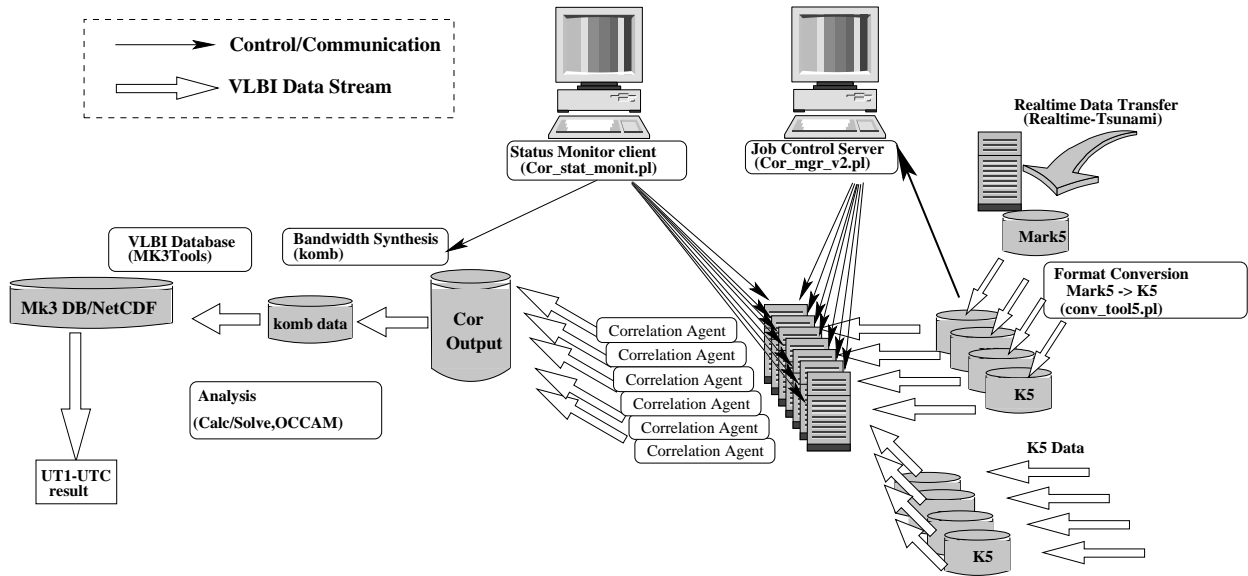 Control/Communication
VLBI Data Stream
Status Monitor client
(Cor_stat_monit.pl)
Job Control Server
(Cor_mgr_v2.pl)
Realtime Data Transfer
(Realtime-Tsunami)
Mark5
Format Conversion
Mark5 -> K5
(conv_tool5.pl)
VLBI Database
(MK3Tools)
Bandwidth Synthesis
(komb)
Mk3 DB/NetCDF
komb data
Cor
Output
Correlation Agent
Correlation Agent
Correlation Agent
Correlation Agent
Correlation Agent
Correlation Agent
K5
Analysis
(Calc/Solve,OCCAM)
UT1-UTC
result
K5 Data
K5